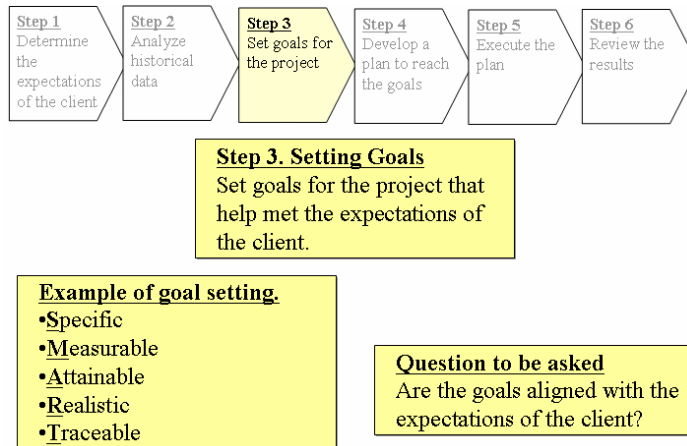 Step 1
Determine
the
expectations
of the client
Step 2
Analyze
historical
data
Step 3
Set goals for
the project
Step 4
Develop a
plan to reach
the goals
Step 5
Execute the
plan
Step 6
Review the
results
Step 3. Setting Goals
Set goals for the project that
help met the expectations of
the client.
Example of goal setting.
•Specific
•Measurable
•Attainable
•Realistic
•Traceable
Question to be asked
Are the goals aligned with the
expectations of the client?